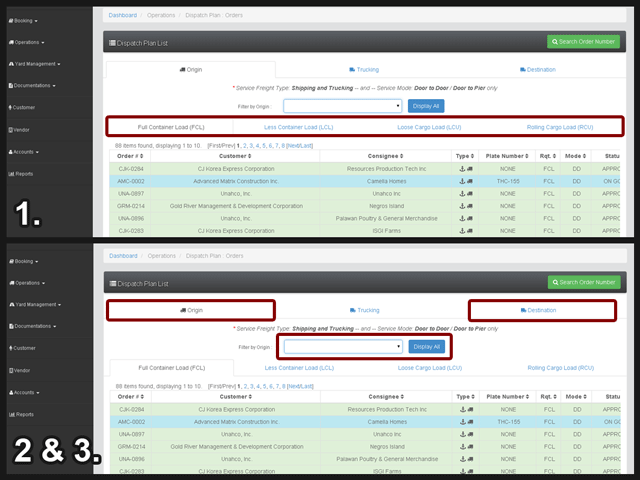 Booking
Operations
Yard Management
Documentations
Customer
Vendor
Accounts
Reports
1.
Dashboard / Operations / Dispatch Plan : Orders
Dispatch Plan List
Search Order Number
Origin Trucking Destination
* Service Freight Type: Shipping and Trucking -- and -- Service Mode: Door to Door / Door to Pier only
Filter by Origin : Display All
Full Container Load (FCL) Less Container Load (LCL) Loose Cargo Load (LCU) Rolling Cargo Load (RCU)
88 items found, displaying 1 to 10. [First/Prev] 1, 2, 3, 4, 5, 6, 7, 8 [Next/Last]
Order # Customer Consignee Type Plate Number Rqt. Mode Statu
CJK-0284 CJ Korea Express Corporation Resources Production Tech Inc NONE FCL DD APPRO
AMC-0002 Advanced Matrix Construction Inc. Camella Homes THC-155 FCL DD ON GO
UNA-0897 Unahco, Inc. Unahco Inc NONE FCL DD APPRO
GRM-0214 Gold River Management & Development Corporation Negros Island NONE FCL DD APPRO
UNA-0896 Unahco, Inc. Palawan Poultry & General Merchandise NONE FCL DD APPRO
CJK-0283 CJ Korea Express Corporation ISGI Farms NONE FCL DD APPRO
Booking
Operations
Yard Management
Documentations
Customer
Vendor
Accounts
Reports
2 & 3.
Dashboard / Operations / Dispatch Plan : Orders
Dispatch Plan List
Search Order Number
Origin Trucking Destination
* Service Freight Type: Shipping and Trucking -- and -- Service Mode: Door to Door / Door to Pier only
Filter by Origin : Display All
Full Container Load (FCL) Less Container Load (LCL) Loose Cargo Load (LCU) Rolling Cargo Load (RCU)
88 items found, displaying 1 to 10. [First/Prev] 1, 2, 3, 4, 5, 6, 7, 8 [Next/Last]
Order # Customer Consignee Type Plate Number Rqt. Mode Statu
CJK-0284 CJ Korea Express Corporation Resources Production Tech Inc NONE FCL DD APPRO
AMC-0002 Advanced Matrix Construction Inc. Camella Homes THC-155 FCL DD ON GO
UNA-0897 Unahco, Inc. Unahco Inc NONE FCL DD APPRO
GRM-0214 Gold River Management & Development Corporation Negros Island NONE FCL DD APPRO
UNA-0896 Unahco, Inc. Palawan Poultry & General Merchandise NONE FCL DD APPRO
CJK-0283 CJ Korea Express Corporation ISGI Farms NONE FCL DD APPRO